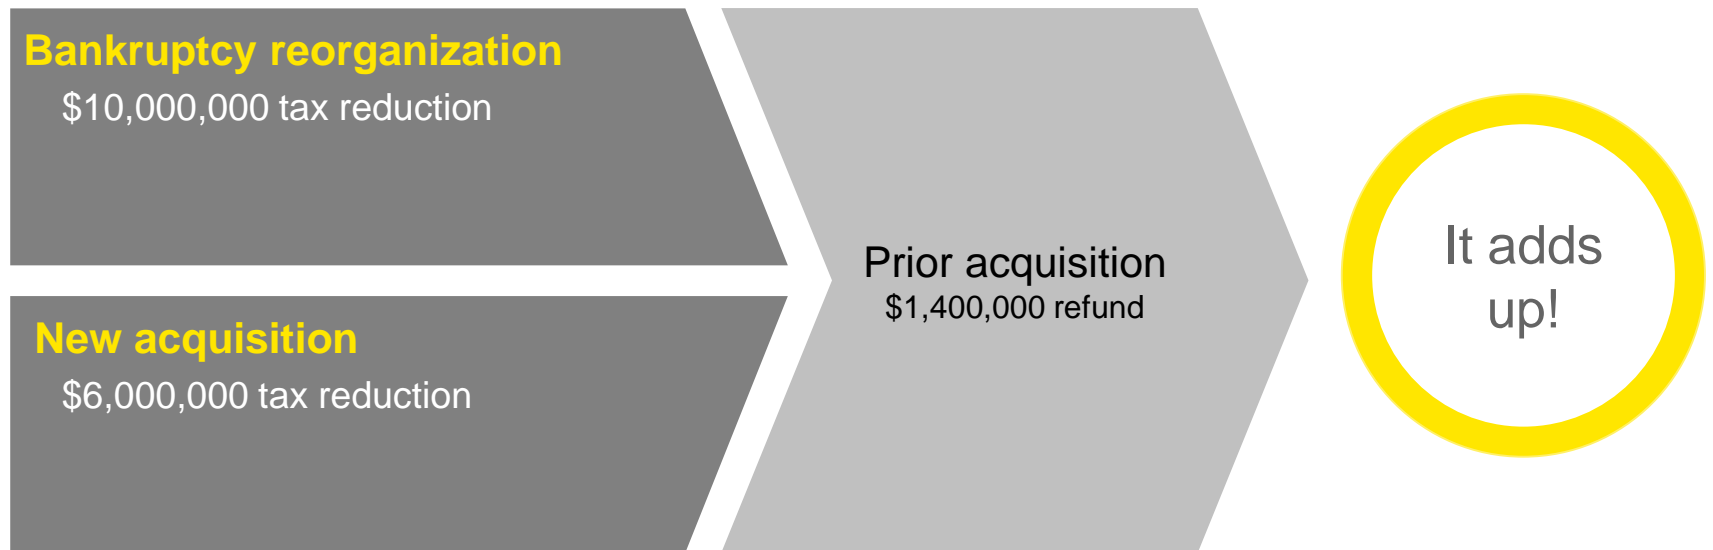 Bankruptcy reorganization
$10,000,000 tax reduction
New acquisition
$6,000,000 tax reduction
Prior acquisition
$1,400,000 refund
It adds
up!